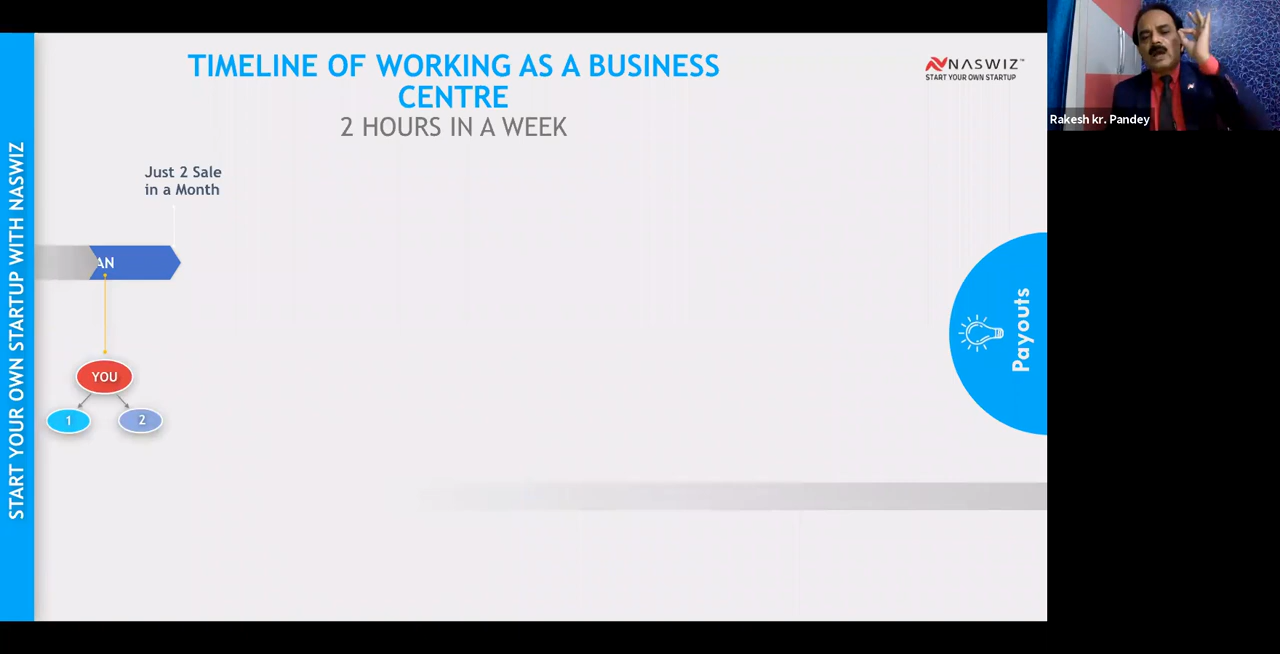 TIMELINE OF WORKING AS A BUSINESS
CENTRE
2 HOURS IN A WEEK
NASWIZ™
START YOUR OWN STARTUP
Rakesh kr. Pandey
START YOUR OWN STARTUP WITH NASWIZ
Just 2 Sale
in a Month
AN
YOU
1
2
Payouts